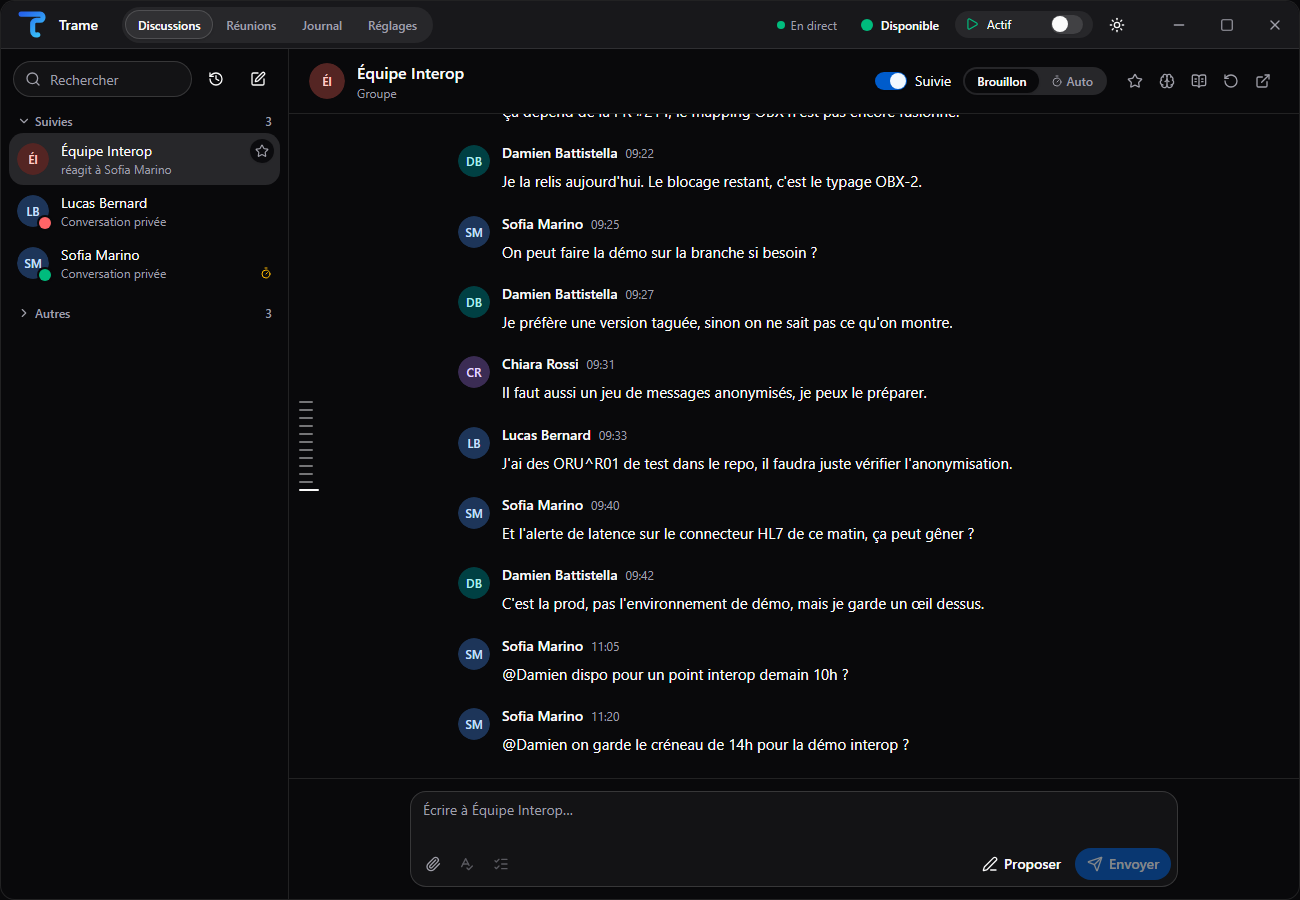 Trame
Discussions
Réunions
Journal
Réglages
En direct
Disponible
Actif
Rechercher
Suivies
3
ÉI
Équipe Interop
réagit à Sofia Marino
LB
Lucas Bernard
Conversation privée
SM
Sofia Marino
Conversation privée
Autres
3
ÉI
Équipe Interop
Groupe
Suivie
Brouillon
Auto
DB
Damien Battistella 09:22
Je la relis aujourd'hui. Le blocage restant, c'est le typage OBX-2.
SM
Sofia Marino 09:25
On peut faire la démo sur la branche si besoin ?
DB
Damien Battistella 09:27
Je préfère une version taguée, sinon on ne sait pas ce qu'on montre.
CR
Chiara Rossi 09:31
Il faut aussi un jeu de messages anonymisés, je peux le préparer.
LB
Lucas Bernard 09:33
J'ai des ORU^R01 de test dans le repo, il faudra juste vérifier l'anonymisation.
SM
Sofia Marino 09:40
Et l'alerte de latence sur le connecteur HL7 de ce matin, ça peut gêner ?
DB
Damien Battistella 09:42
C'est la prod, pas l'environnement de démo, mais je garde un œil dessus.
SM
Sofia Marino 11:05
@Damien dispo pour un point interop demain 10h ?
SM
Sofia Marino 11:20
@Damien on garde le créneau de 14h pour la démo interop ?
Écrire à Équipe Interop...
Proposer
Envoyer